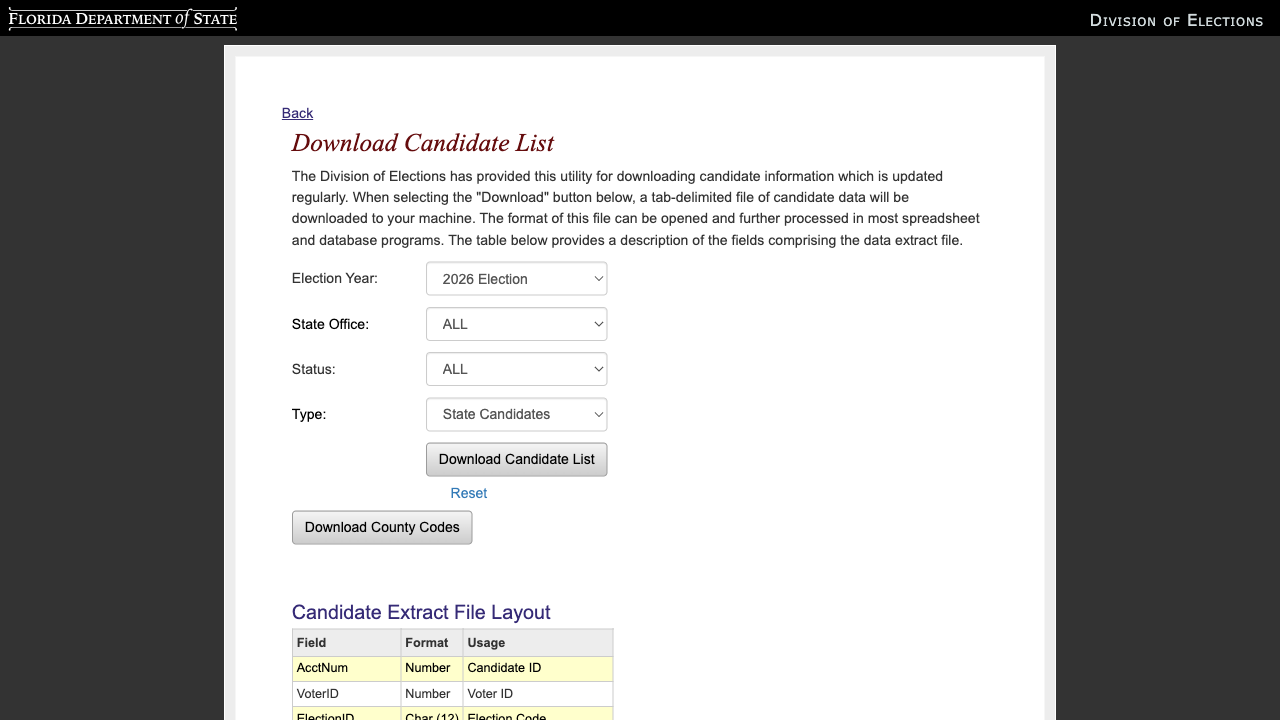 Florida Department of State
Division of Elections
Back
Download Candidate List
The Division of Elections has provided this utility for downloading candidate information which is updated
regularly. When selecting the "Download" button below, a tab-delimited file of candidate data will be
downloaded to your machine. The format of this file can be opened and further processed in most spreadsheet
and database programs. The table below provides a description of the fields comprising the data extract file.
Election Year: 2026 Election
State Office: ALL
Status: ALL
Type: State Candidates
Download Candidate List
Reset
Download County Codes
Candidate Extract File Layout
Field Format Usage
AcctNum Number Candidate ID
VoterID Number Voter ID
ElectionID Char (12) Election Code